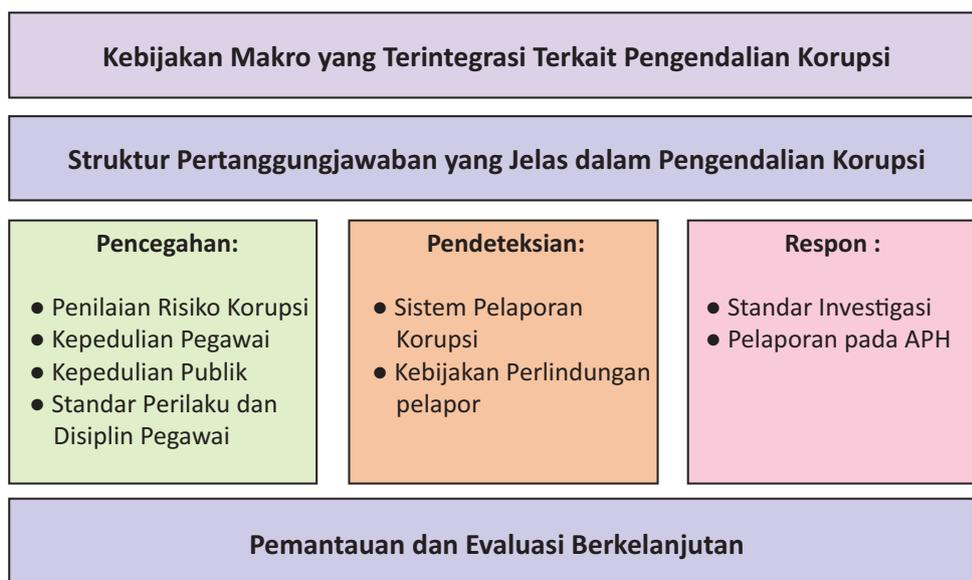 Kebijakan Makro yang Terintegrasi Terkait Pengendalian Korupsi
Struktur Pertanggungjawaban yang Jelas dalam Pengendalian Korupsi
Pencegahan:
● Penilaian Risiko Korupsi
● Kepedulian Pegawai
● Kepedulian Publik
● Standar Perilaku dan
Disiplin Pegawai
Pendeteksian:
● Sistem Pelaporan
Korupsi
● Kebijakan Perlindungan
pelapor
Respon :
● Standar Investigasi
● Pelaporan pada APH
Pemantauan dan Evaluasi Berkelanjutan